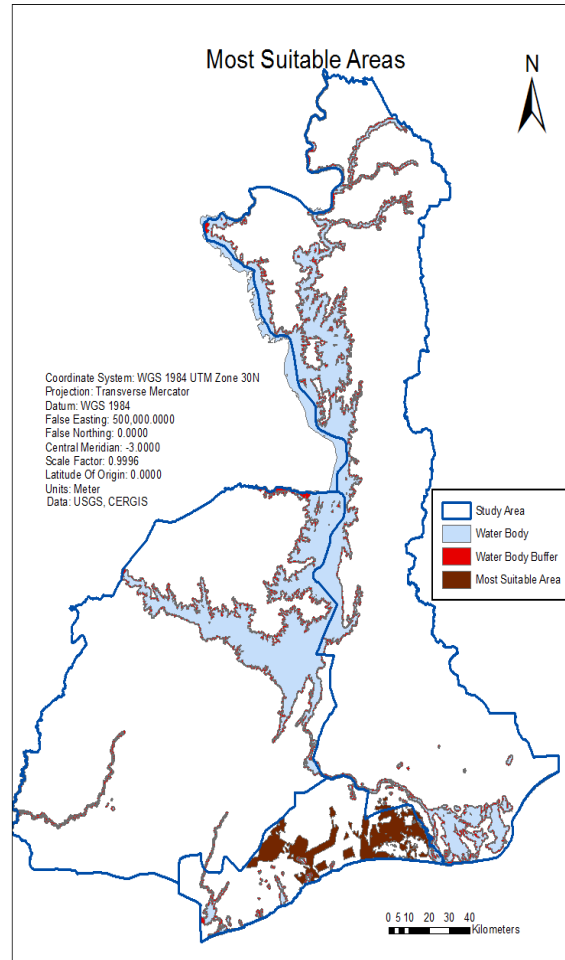 Most Suitable Areas
N
Coordinate System: WGS 1984 UTM Zone 30N
Projection: Transverse Mercator
Datum: WGS 1984
False Easting: 500,000.0000
False Northing: 0.0000
Central Meridian: -3.0000
Scale Factor: 0.9996
Latitude Of Origin: 0.0000
Units: Meter
Data: USGS, CERGIS
Study Area
Water Body
Water Body Buffer
Most Suitable Area
0 5 10 20 30 40
Kilometers